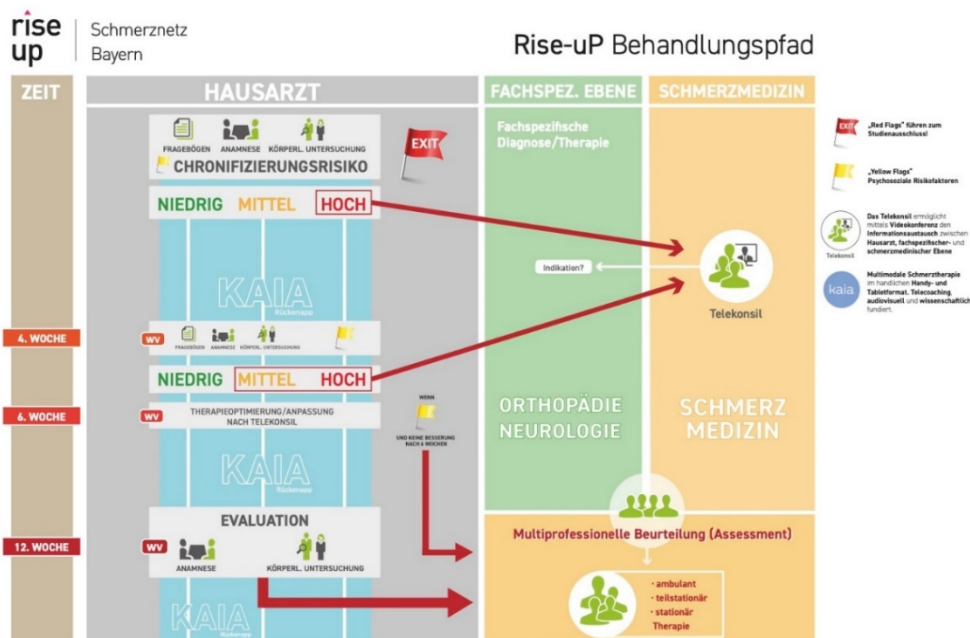 rise
up
Schmerznetz
Bayern
Rise-uP Behandlungspfad
ZEIT
HAUSARZT
FACHSPEZ. EBENE
SCHMERZMEDIZIN
FRAGEBÖGEN
ANAMNESE
KÖRPERL. UNTERSUCHUNG
CHRONIFIZIERUNGSRISIKO
EXIT
Fachspezifische
Diagnose/Therapie
NIEDRIG MITTEL HOCH
KAIA
Rückenapp
Indikation?
Telekonsil
4. WOCHE
WV
FRAGEBÖGEN
ANAMNESE
KÖRPERL. UNTERSUCHUNG
NIEDRIG MITTEL HOCH
6. WOCHE
WV
THERAPIEOPTIMIERUNG/ANPASSUNG
NACH TELEKONSIL
WENN
UND KEINE BESSERUNG
NACH 6 WOCHEN
ORTHOPÄDIE
NEUROLOGIE
SCHMERZ
MEDIZIN
KAIA
Rückenapp
EVALUATION
12. WOCHE
WV
ANAMNESE
KÖRPERL. UNTERSUCHUNG
Multiprofessionelle Beurteilung (Assessment)
· ambulant
· teilstationär
· stationär
Therapie
KAIA
Rückenapp
EXIT
„Red Flags" führen zum
Studienausschluss!
„Yellow Flags"
Psychosoziale Risikofaktoren
Telekonsil
Das Telekonsil ermöglicht
mittels Videokonferenz den
Informationsaustausch zwischen
Hausarzt, fachspezifischer- und
schmerzmedizinischer Ebene
kaia
Multimodale Schmerztherapie
im handlichen Handy- und
Tabletformat. Telecoaching,
audiovisuell und wissenschaftlich
fundiert.